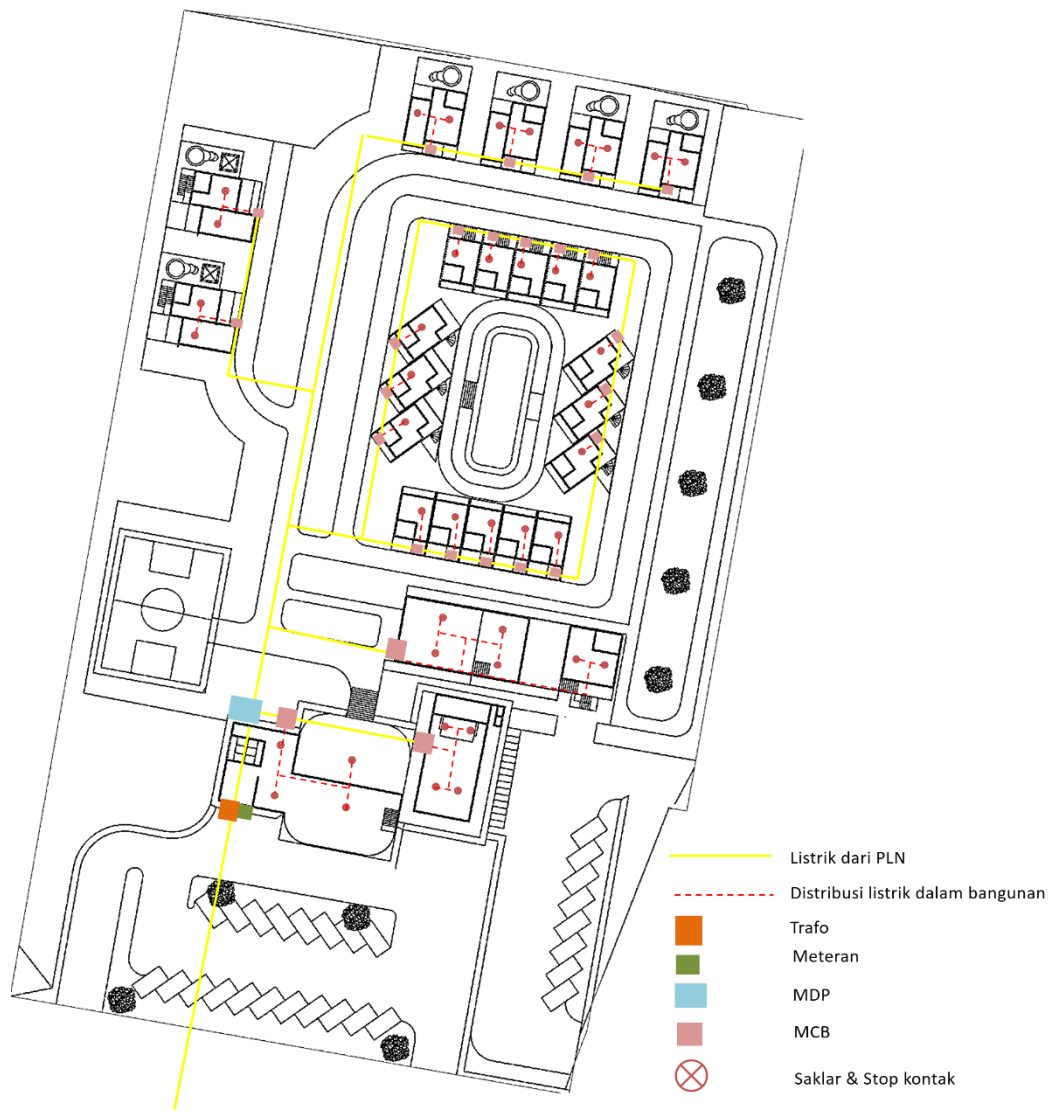 Listrik dari PLN
Distribusi listrik dalam bangunan
Trafo
Meteran
MDP
MCB
Saklar & Stop kontak